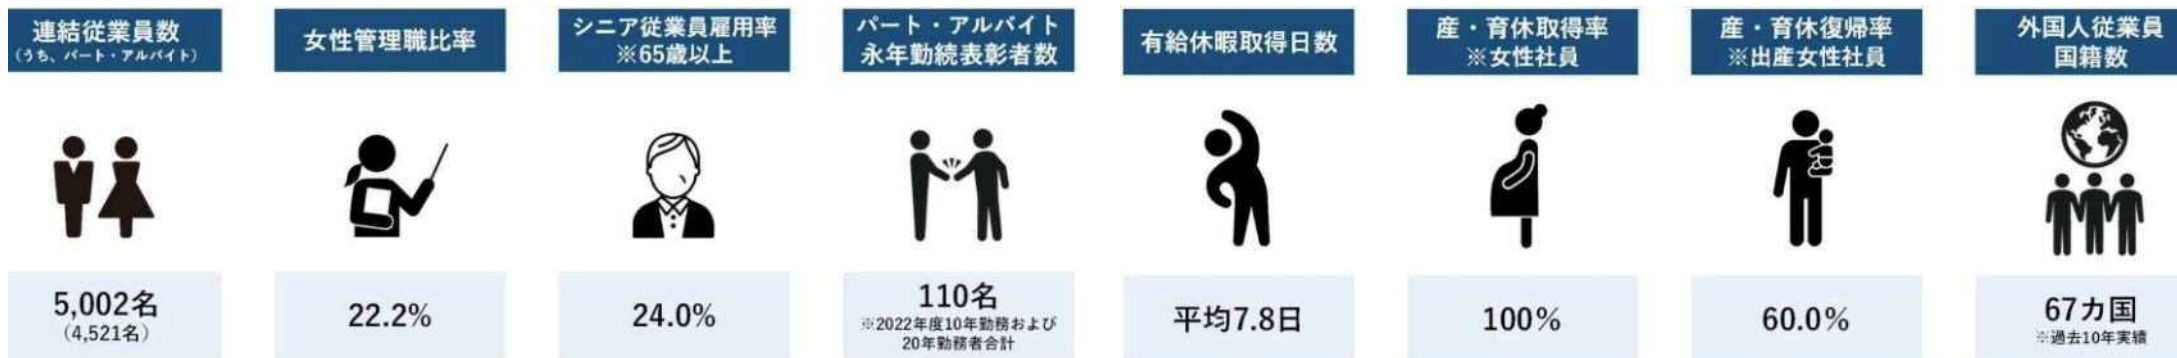 連結従業員数
(うち、パート・アルバイト)
5,002名
(4,521名)
女性管理職比率
22.2%
シニア従業員雇用率
※65歳以上
24.0%
パート・アルバイト
永年勤続表彰者数
110名
※2022年度10年勤務および
20年勤務者合計
有給休暇取得日数
平均7.8日
産・育休取得率
※女性社員
100%
産・育休復帰率
※出産女性社員
60.0%
外国人従業員
国籍数
67カ国
※過去10年実績